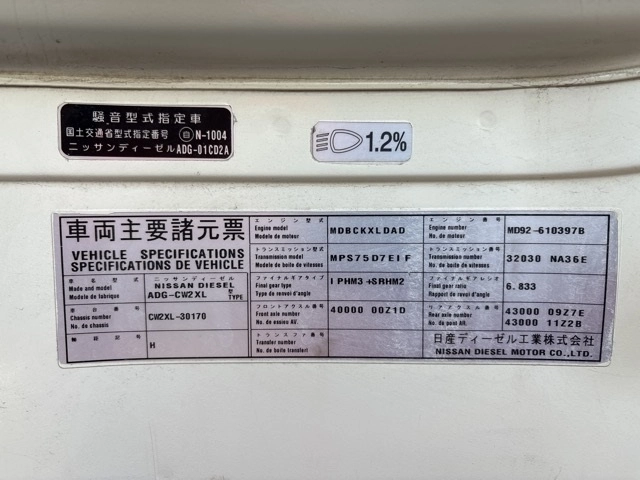 騒音型式指定車
国土交通省型式指定番号 自 N-1004
ニッサンディーゼル ADG-01CD2A
1.2%
車両主要諸元票
VEHICLE SPECIFICATIONS
SPECIFICATIONS DE VEHICLE
車名型式 ニッサンディーゼル
Make and model NISSAN DIESEL 型
Modèle de fabrique ADG-CW2XL TYPE
車台番号
Chassis number CW2XL-30170
No. de chassis
H
エンジン型式
Engine model MDBCKXLDAD
Modèle de moteur
トランスミッション型式
Transmission model MPS75D7EIF
Modèle de boîte de vitesses
ファイナルギアタイプ
Final gear type I PHM3 +SRHM2
Type de renvoi d'angle
フロントアクスル番号
Front axle number 40000 00Z1D
No. de essieu AV.
トランスファ番号
Transfer number
No. de boîte transfert
エンジン番号
Engine number MD92-610397B
No. de moteur
トランスミッション番号
Transmission number 32030 NA36E
No. de boîte de vitesses
ファイナルギアレシオ
Final gear ratio 6.833
Rapport de renvoi d'angle
リアアクスル番号 43000 09Z7E
Rear axle number 43000 11Z2B
No. de pont AR.
日産ディーゼル工業株式会社
NISSAN DIESEL MOTOR CO.,LTD.